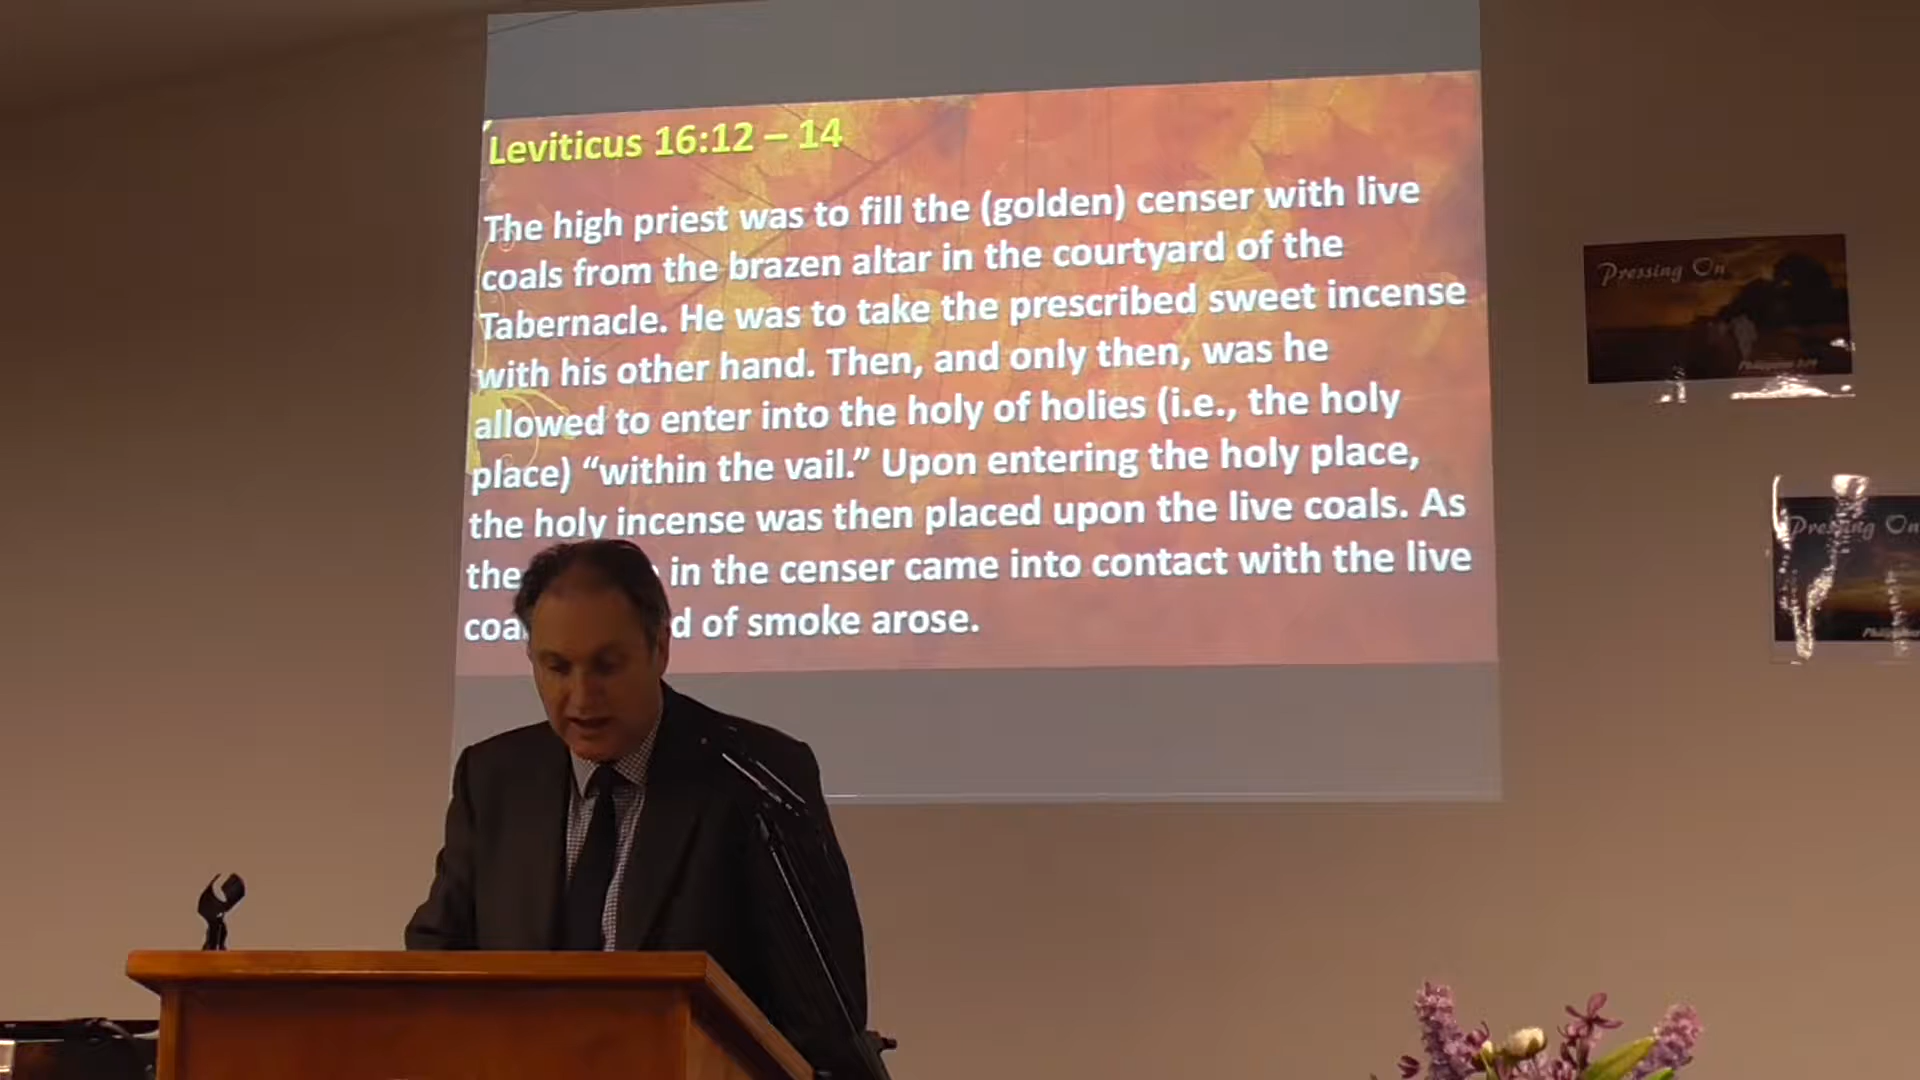 Leviticus 16:12 – 14
The high priest was to fill the (golden) censer with live
coals from the brazen altar in the courtyard of the
Tabernacle. He was to take the prescribed sweet incense
with his other hand. Then, and only then, was he
allowed to enter into the holy of holies (i.e., the holy
place) “within the vail.” Upon entering the holy place,
the holy incense was then placed upon the live coals. As
the in the censer came into contact with the live
of smoke arose.
Pressing On
Pressing On